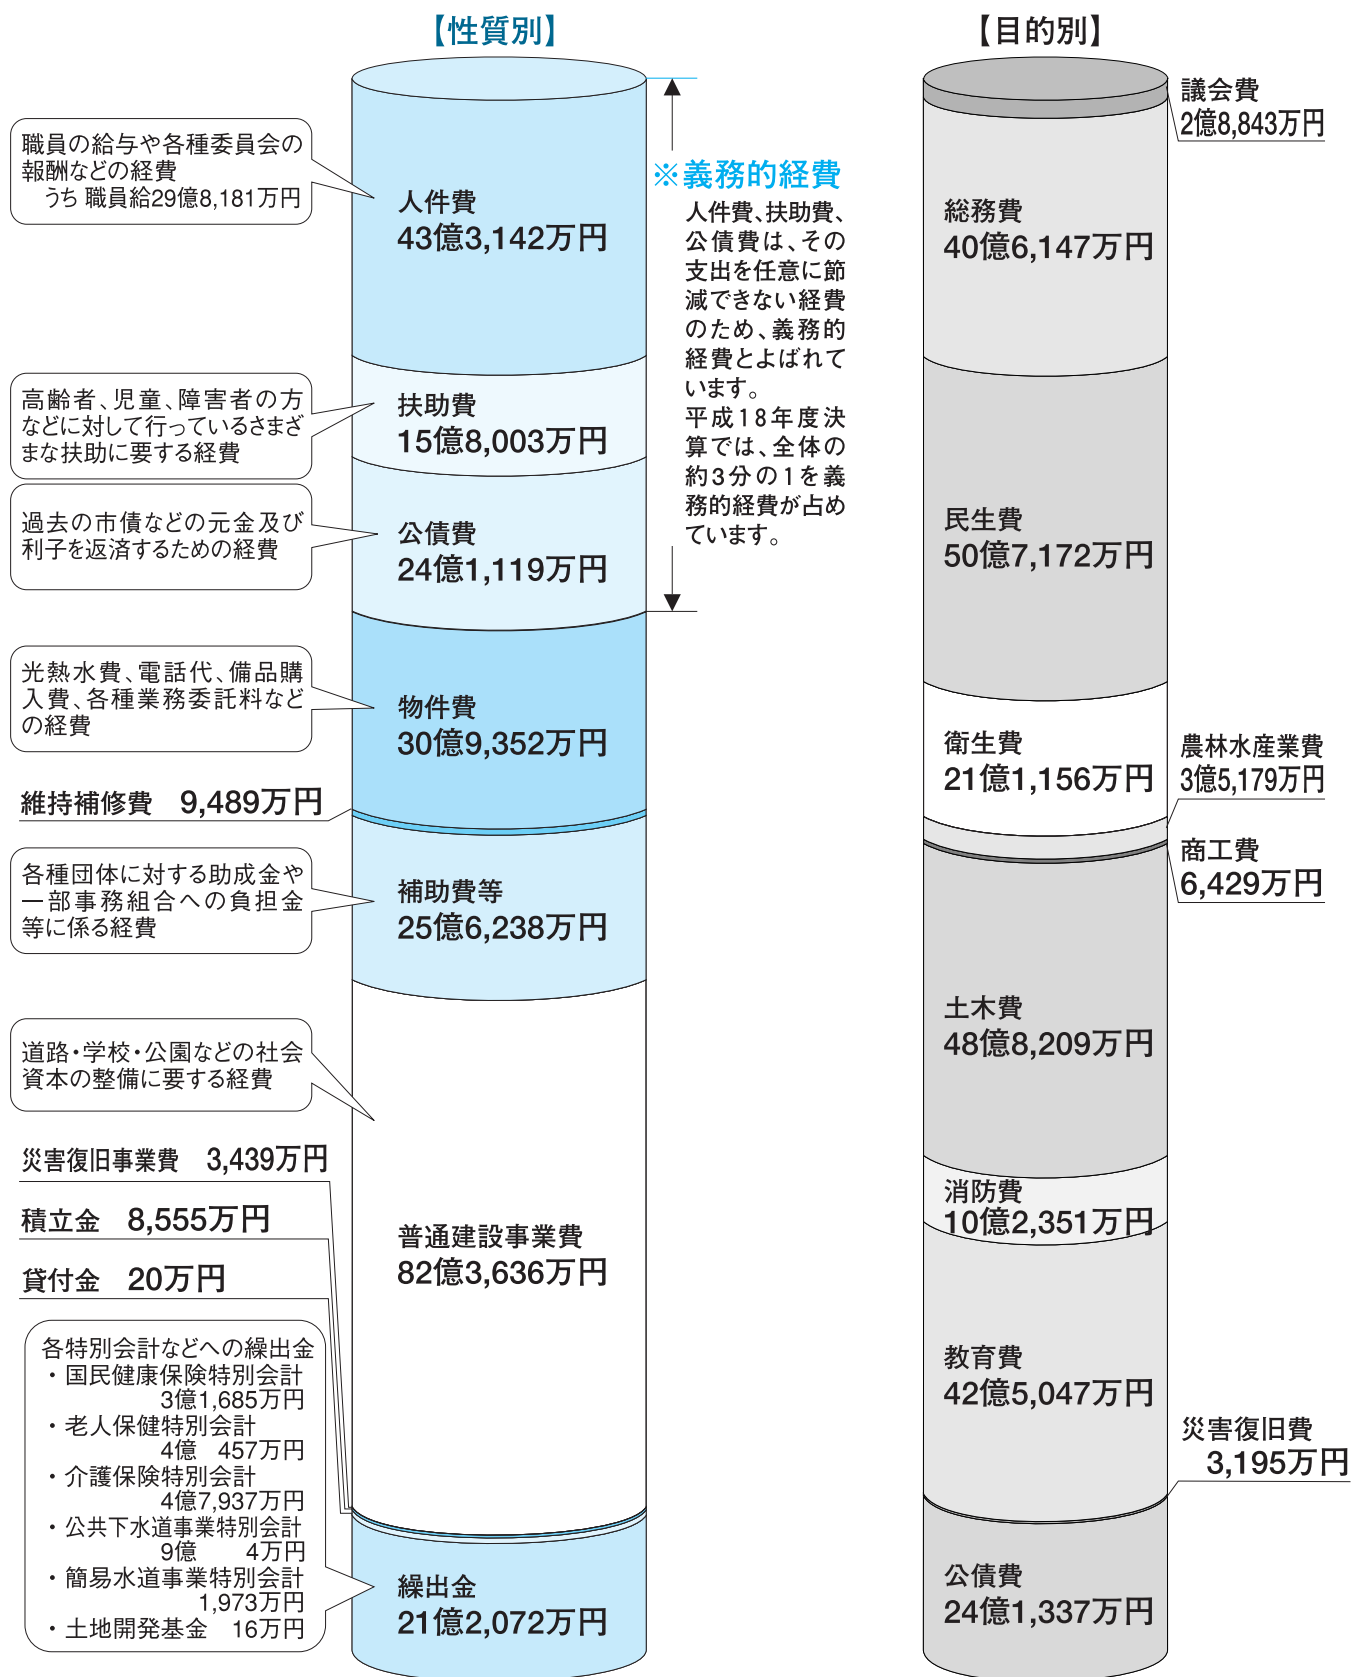 【性質別】
職員の給与や各種委員会の
報酬などの経費
うち 職員給29億8,181万円
人件費
43億3,142万円
※義務的経費
人件費、扶助費、
公債費は、その
支出を任意に節
減できない経費
のため、義務的
経費とよばれて
います。
平成18年度決
算では、全体の
約3分の1を義
務的経費が占め
ています。
高齢者、児童、障害者の方
などに対して行っているさまざ
まな扶助に要する経費
扶助費
15億8,003万円
過去の市債などの元金及び
利子を返済するための経費
公債費
24億1,119万円
光熱水費、電話代、備品購
入費、各種業務委託料など
の経費
物件費
30億9,352万円
維持補修費 9,489万円
各種団体に対する助成金や
一部事務組合への負担金
等に係る経費
補助費等
25億6,238万円
道路・学校・公園などの社会
資本の整備に要する経費
普通建設事業費
82億3,636万円
災害復旧事業費 3,439万円
積立金 8,555万円
貸付金 20万円
各特別会計などへの繰出金
・国民健康保険特別会計
3億1,685万円
・老人保健特別会計
4億 457万円
・介護保険特別会計
4億7,937万円
・公共下水道事業特別会計
9億 4万円
・簡易水道事業特別会計
1,973万円
・土地開発基金 16万円
繰出金
21億2,072万円
【目的別】
議会費
2億8,843万円
総務費
40億6,147万円
民生費
50億7,172万円
衛生費
21億1,156万円
農林水産業費
3億5,179万円
商工費
6,429万円
土木費
48億8,209万円
消防費
10億2,351万円
教育費
42億5,047万円
災害復旧費
3,195万円
公債費
24億1,337万円